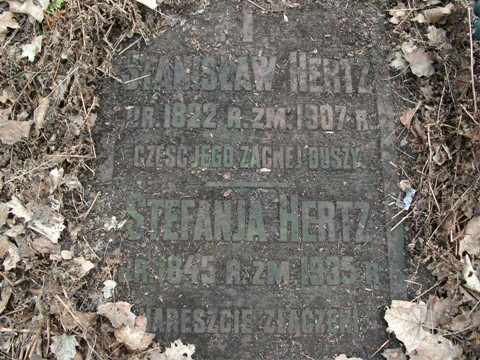 STANISŁAW HERTZ
UR. 1822 R. ZM. 1907 R.
CZEŚĆ JEGO ZACNEJ DUSZY
STEFANJA HERTZ
UR. 1845 R. ZM. 1935 R.
NARESZCIE ZŁĄCZENI